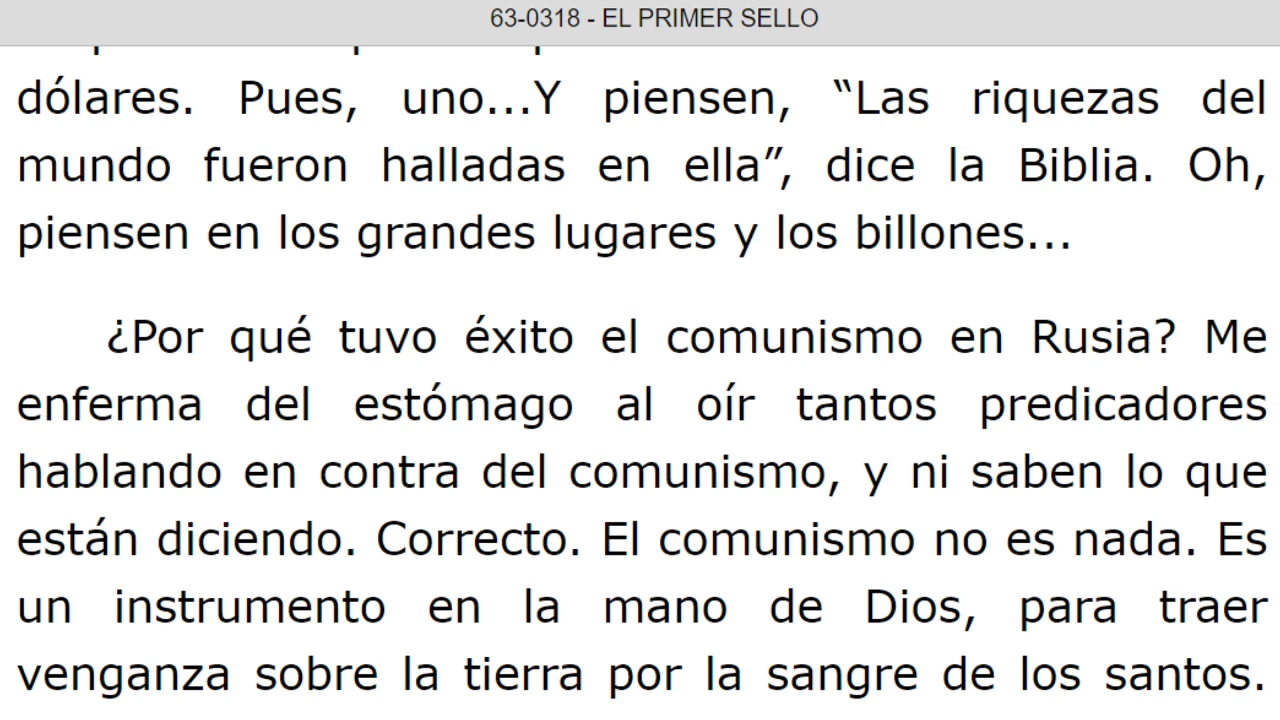 63-0318 - EL PRIMER SELLO
dólares. Pues, uno...Y piensen, “Las riquezas del
mundo fueron halladas en ella”, dice la Biblia. Oh,
piensen en los grandes lugares y los billones...
¿Por qué tuvo éxito el comunismo en Rusia? Me
enferma del estómago al oír tantos predicadores
hablando en contra del comunismo, y ni saben lo que
están diciendo. Correcto. El comunismo no es nada. Es
un instrumento en la mano de Dios, para traer
venganza sobre la tierra por la sangre de los santos.